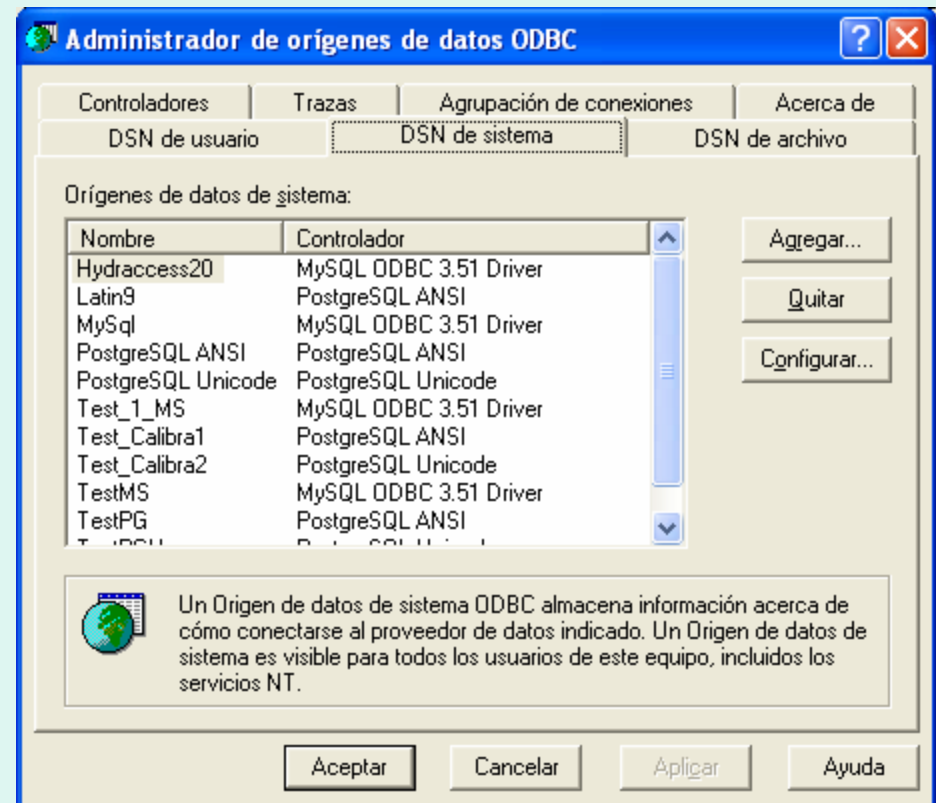 Administrador de orígenes de datos ODBC
Controladores Trazas Agrupación de conexiones Acerca de
DSN de usuario DSN de sistema DSN de archivo
Orígenes de datos de sistema:
Nombre Controlador
Hydraccess20 MySQL ODBC 3.51 Driver
Latin9 PostgreSQL ANSI
MySql MySQL ODBC 3.51 Driver
PostgreSQL ANSI PostgreSQL ANSI
PostgreSQL Unicode PostgreSQL Unicode
Test_1_MS MySQL ODBC 3.51 Driver
Test_Calibra1 PostgreSQL ANSI
Test_Calibra2 PostgreSQL Unicode
TestMS MySQL ODBC 3.51 Driver
TestPG PostgreSQL ANSI
Agregar...
Quitar
Configurar...
Un Origen de datos de sistema ODBC almacena información acerca de
cómo conectarse al proveedor de datos indicado. Un Origen de datos de
sistema es visible para todos los usuarios de este equipo, incluidos los
servicios NT.
Aceptar Cancelar Aplicar Ayuda